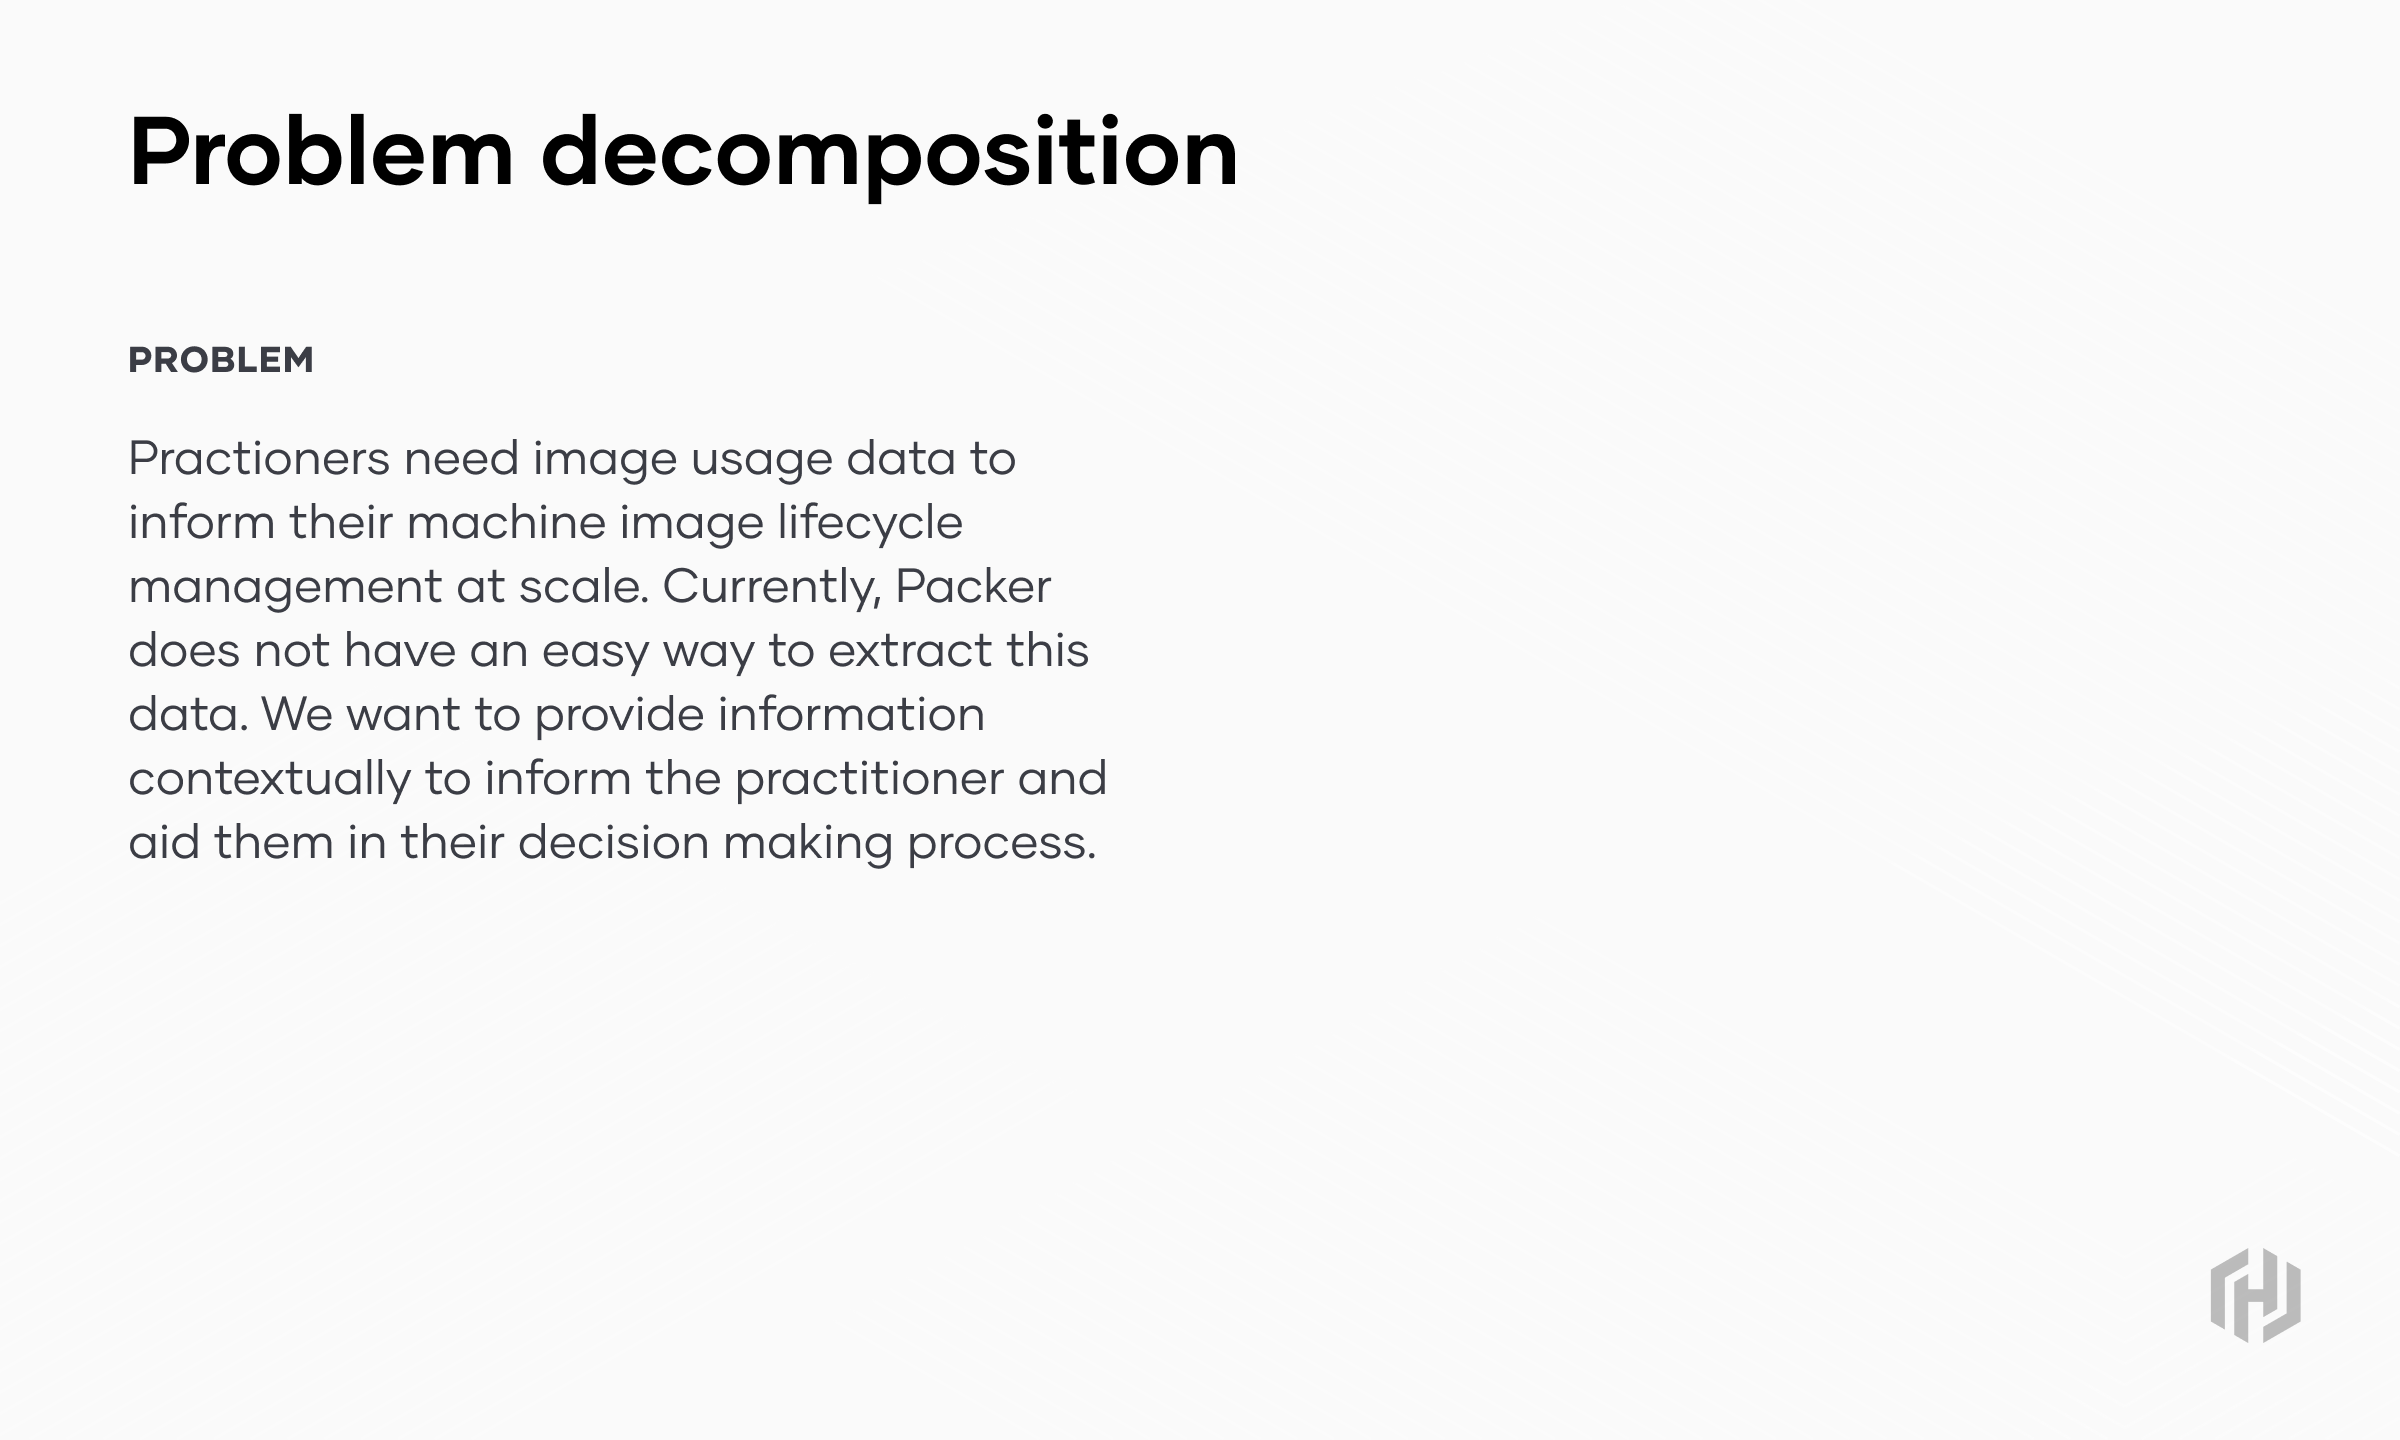 Problem decomposition
PROBLEM
Practioners need image usage data to
inform their machine image lifecycle
management at scale. Currently, Packer
does not have an easy way to extract this
data. We want to provide information
contextually to inform the practitioner and
aid them in their decision making process.